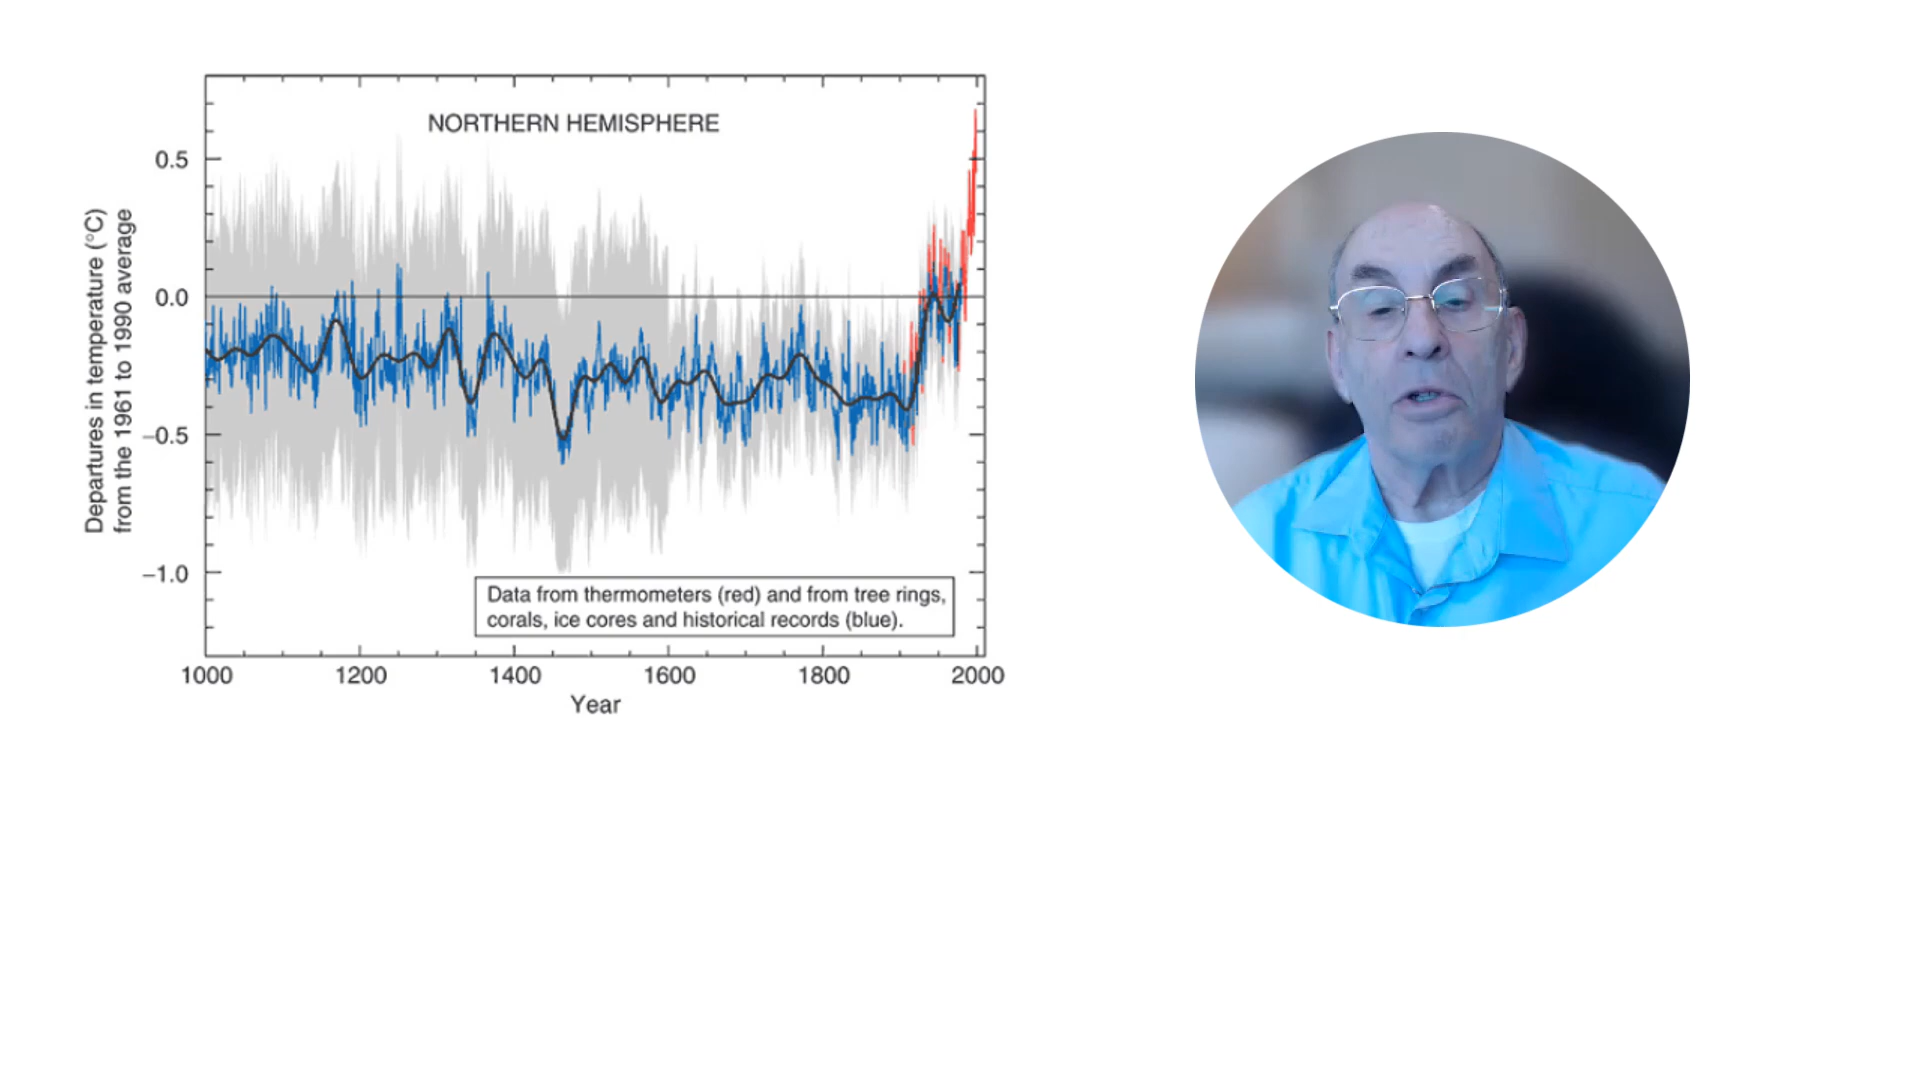 NORTHERN HEMISPHERE
Departures in temperature (°C)
from the 1961 to 1990 average
0.5
0.0
−0.5
−1.0
Data from thermometers (red) and from tree rings,
corals, ice cores and historical records (blue).
1000 1200 1400 1600 1800 2000
Year